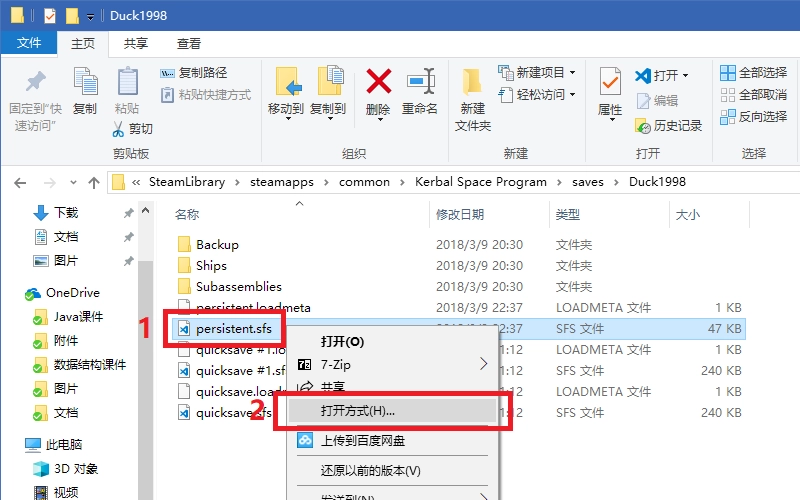 Duck1998
文件
主页
共享
查看
固定到"快速访问"
复制
粘贴
复制路径
粘贴快捷方式
剪切
剪贴板
移动到
复制到
删除
重命名
组织
新建
文件夹
新建项目
轻松访问
新建
属性
打开
编辑
历史记录
打开
全部选择
全部取消
反向选择
选择
« SteamLibrary › steamapps › common › Kerbal Space Program › saves › Duck1998
下载
文档
图片
OneDrive
Java课件
附件
数据结构课件
图片
文档
此电脑
3D 对象
视频
名称 修改日期 类型 大小
Backup 2018/3/9 20:30 文件夹
Ships 2018/3/9 20:30 文件夹
Subassemblies 2018/3/9 20:30 文件夹
persistent.loadmeta 2018/3/9 22:37 LOADMETA 文件 1 KB
1 persistent.sfs 22:37 SFS 文件 47 KB
quicksave #1.lo 1:12 LOADMETA 文件 1 KB
quicksave #1.sf 1:12 SFS 文件 240 KB
quicksave.load 1:12 LOADMETA 文件 1 KB
quicksave.sfs 1:12 SFS 文件 240 KB
打开(O)
7-Zip
共享
2 打开方式(H)...
上传到百度网盘
还原以前的版本(V)
发送到(N)